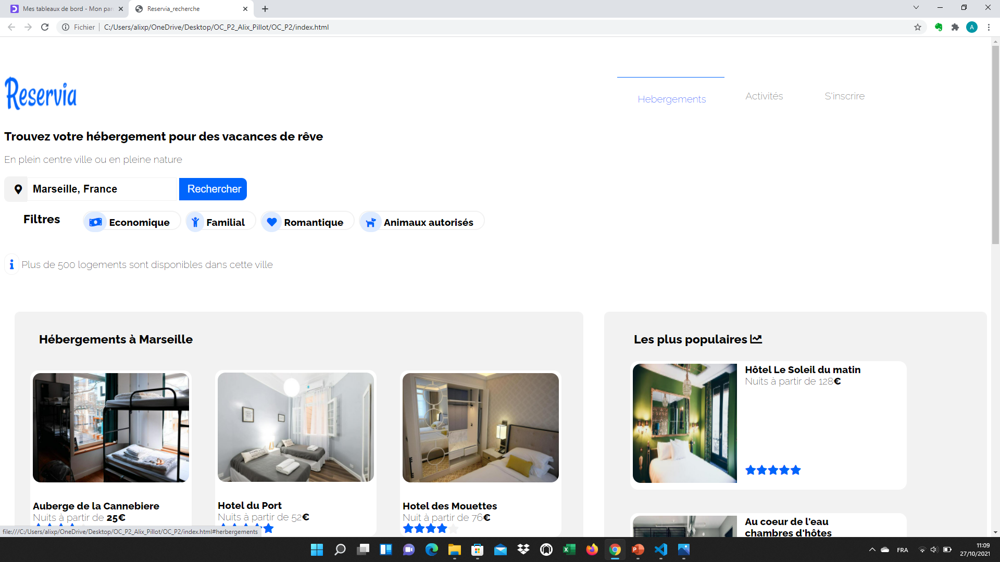 Mes tableaux de bord - Mon par
Reservia_recherche
Fichier
C:/Users/alixp/OneDrive/Desktop/OC_P2_Alix_Pillot/OC_P2/index.html
A
Reservia
Hebergements
Activités
S'inscrire
Trouvez votre hébergement pour des vacances de rêve
En plein centre ville ou en pleine nature
Marseille, France
Rechercher
Filtres
Economique
Familial
Romantique
Animaux autorisés
Plus de 500 logements sont disponibles dans cette ville
Hébergements à Marseille
Auberge de la Cannebiere
Nuits à partir de 25€
Hotel du Port
Nuits à partir de 52€
Hotel des Mouettes
Nuit à partir de 76€
Les plus populaires
Hôtel Le Soleil du matin
Nuits à partir de 128€
Au coeur de l'eau
chambres d'hôtes
file:///C:/Users/alixp/OneDrive/Desktop/OC_P2_Alix_Pillot/OC_P2/index.html#herbergements
FRA
11:09
27/10/2021